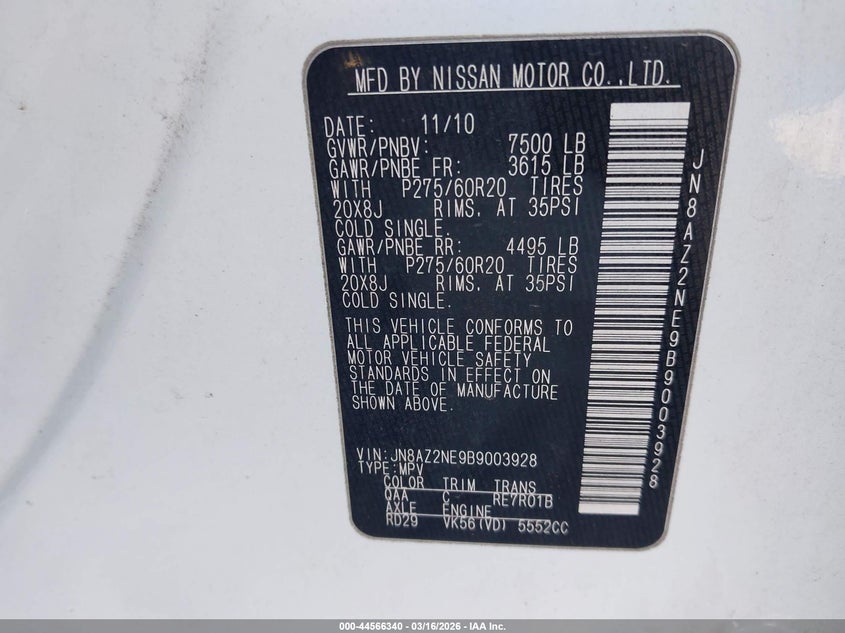 MFD BY NISSAN MOTOR CO.,LTD.
DATE: 11/10
GVWR/PNBV: 7500 LB
GAWR/PNBE FR: 3615 LB
WITH P275/60R20 TIRES
20X8J RIMS. AT 35PSI
COLD SINGLE.
GAWR/PNBE RR: 4495 LB
WITH P275/60R20 TIRES
20X8J RIMS. AT 35PSI
COLD SINGLE.
THIS VEHICLE CONFORMS TO
ALL APPLICABLE FEDERAL
MOTOR VEHICLE SAFETY
STANDARDS IN EFFECT ON
THE DATE OF MANUFACTURE
SHOWN ABOVE.
VIN:JN8AZ2NE9B9003928
TYPE:MPV
COLOR TRIM TRANS
QAA C RE7R01B
AXLE ENGINE
RD29 VK56(VD) 5552CC
JN8AZ2NE9B9003928
000-44566340 - 03/16/2026 - IAA Inc.